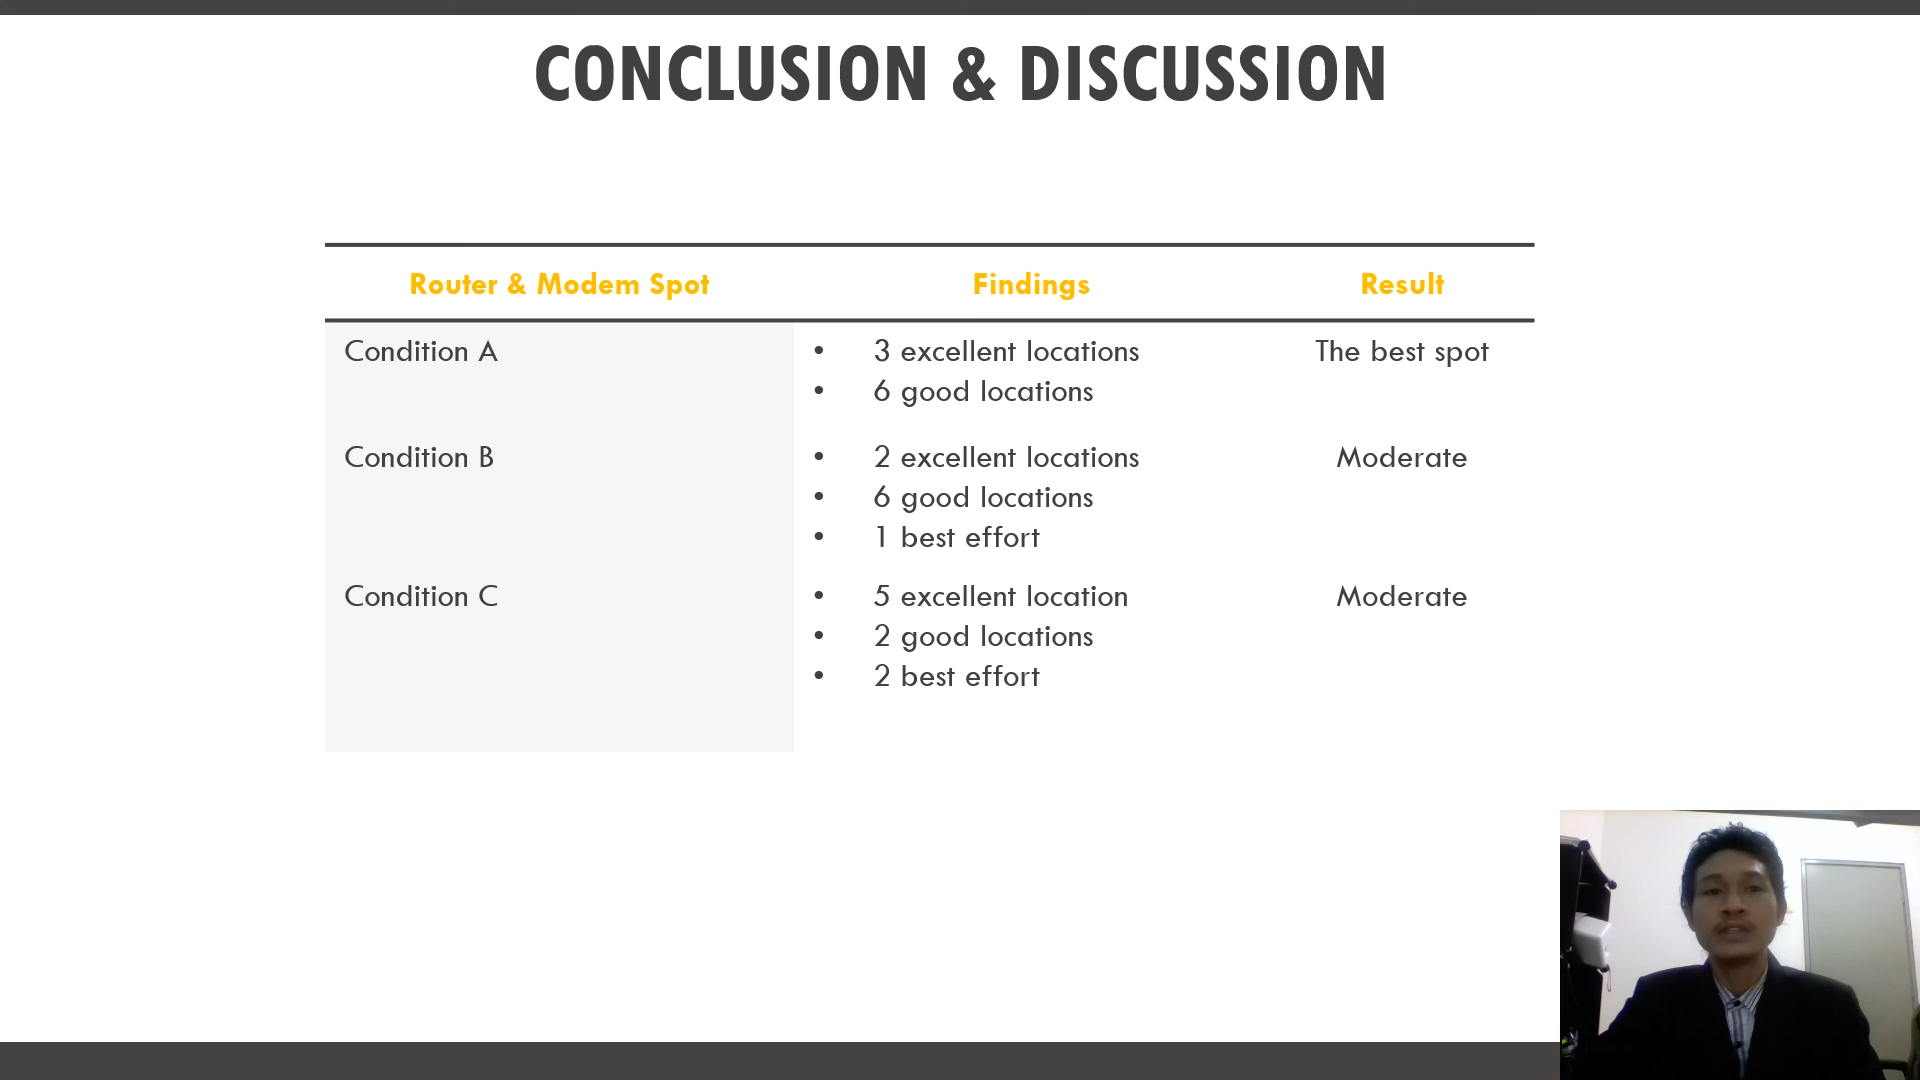 CONCLUSION & DISCUSSION
Router & Modem Spot Findings Result
Condition A
• 3 excellent locations
• 6 good locations
The best spot
Condition B
• 2 excellent locations
• 6 good locations
• 1 best effort
Moderate
Condition C
• 5 excellent location
• 2 good locations
• 2 best effort
Moderate